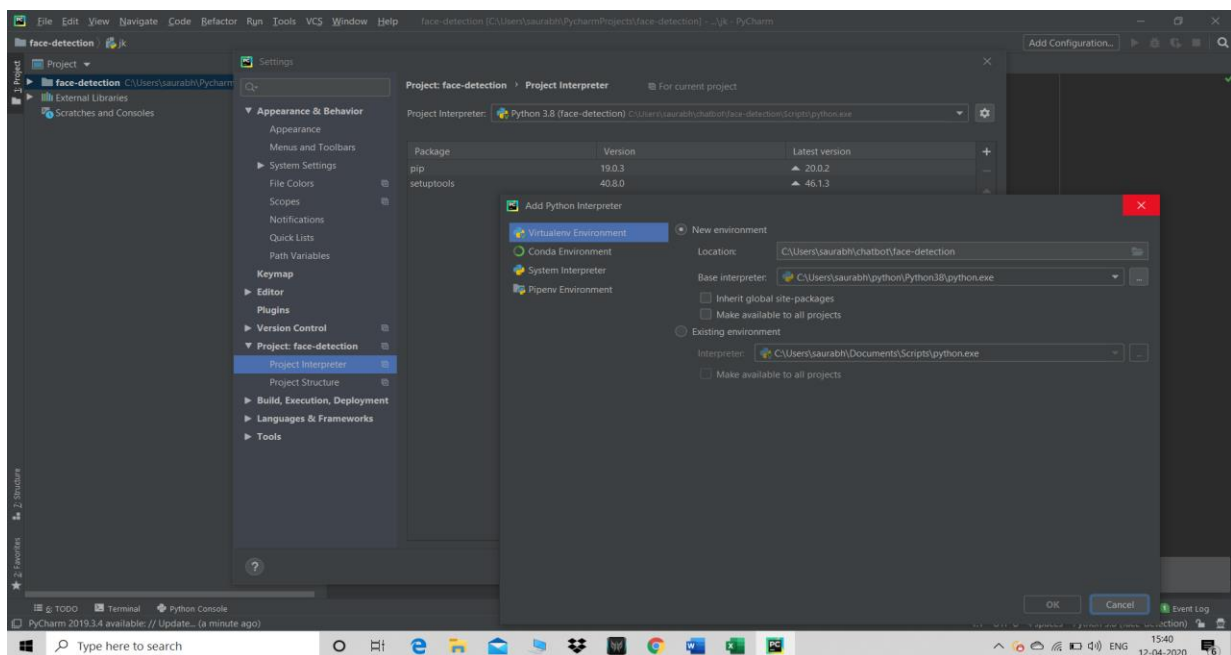 File Edit View Navigate Code Refactor Run Tools VCS Window Help face-detection [C:\Users\saurabh\PycharmProjects\face-detection] - ...\jk - PyCharm
face-detection jk Add Configuration...
1: Project
Project
face-detection C:\Users\saurabh\Pycharm
External Libraries
Scratches and Consoles
Settings
Appearance & Behavior
Appearance
Menus and Toolbars
System Settings
File Colors
Scopes
Notifications
Quick Lists
Path Variables
Keymap
Editor
Plugins
Version Control
Project: face-detection
Project Interpreter
Project Structure
Build, Execution, Deployment
Languages & Frameworks
Tools
?
Project: face-detection › Project Interpreter For current project
Project Interpreter: Python 3.8 (face-detection) C:\Users\saurabh\chatbot\face-detection\Scripts\python.exe
Package Version Latest version
pip 19.0.3 20.0.2
setuptools 40.8.0 46.1.3
Add Python Interpreter
Virtualenv Environment
Conda Environment
System Interpreter
Pipenv Environment
New environment
Location: C:\Users\saurabh\chatbot\face-detection
Base interpreter: C:\Users\saurabh\python\Python38\python.exe
Inherit global site-packages
Make available to all projects
Existing environment
Interpreter: C:\Users\saurabh\Documents\Scripts\python.exe
Make available to all projects
OK Cancel
Z: Structure
2: Favorites
6: TODO Terminal Python Console Event Log
PyCharm 2019.3.4 available: // Update... (a minute ago)
Type here to search
ENG
15:40
12-04-2020